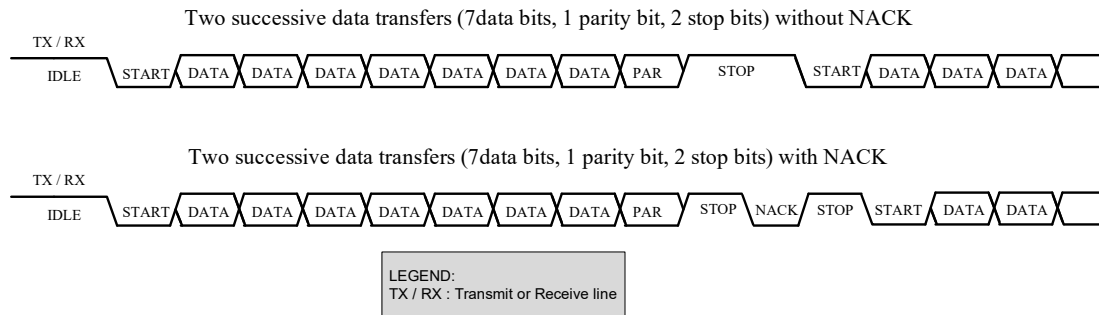 Two successive data transfers (7data bits, 1 parity bit, 2 stop bits) without NACK
TX / RX
IDLE START DATA DATA DATA DATA DATA DATA DATA PAR STOP START DATA DATA DATA
Two successive data transfers (7data bits, 1 parity bit, 2 stop bits) with NACK
TX / RX
IDLE START DATA DATA DATA DATA DATA DATA DATA PAR STOP NACK STOP START DATA DATA
LEGEND:
TX / RX : Transmit or Receive line